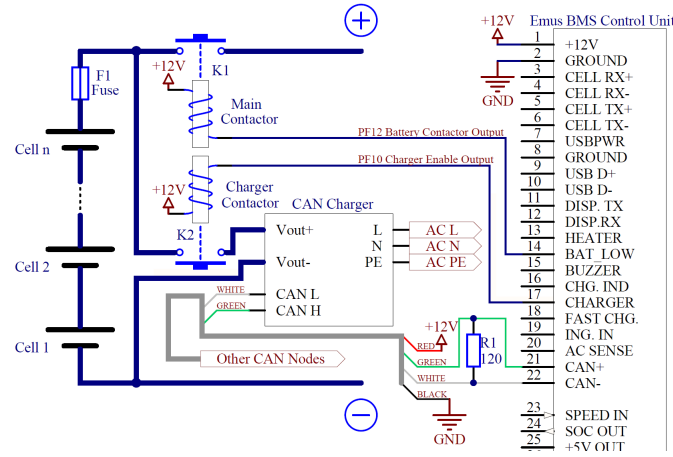 Emus BMS Control Unit
+12V
1 +12V
2 GROUND
GND
3 CELL RX+
4 CELL RX-
5 CELL TX+
6 CELL TX-
7 USBPWR
8 GROUND
9 USB D+
10 USB D-
11 DISP. TX
12 DISP.RX
13 HEATER
14 BAT_LOW
15 BUZZER
16 CHG. IND
17 CHARGER
18 FAST CHG.
19 ING. IN
20 AC SENSE
21 CAN+
22 CAN-
23 SPEED IN
24 SOC OUT
25 +5V OUT
F1
Fuse
Cell n
Cell 2
Cell 1
K1
+12V
Main
Contactor
PF12 Battery Contactor Output
PF10 Charger Enable Output
+12V
Charger
Contactor
K2
CAN Charger
Vout+
Vout-
CAN L
CAN H
L
N
PE
AC L
AC N
AC PE
WHITE
GREEN
Other CAN Nodes
+12V
RED
GREEN
WHITE
BLACK
R1
120
GND